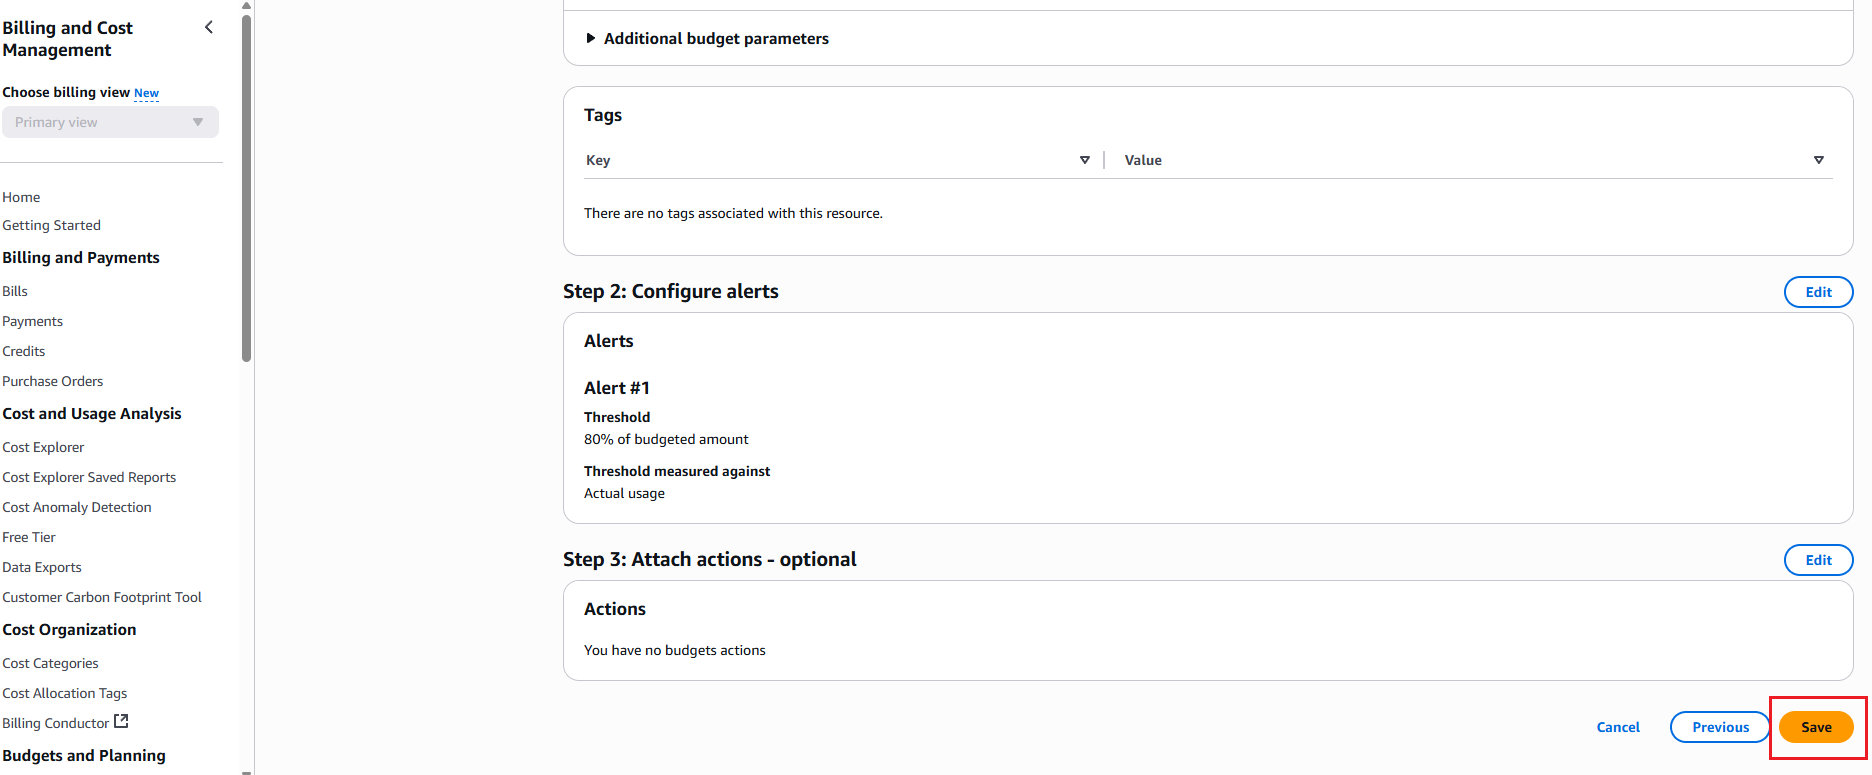 Billing and Cost
Management
Choose billing view New
Primary view
Home
Getting Started
Billing and Payments
Bills
Payments
Credits
Purchase Orders
Cost and Usage Analysis
Cost Explorer
Cost Explorer Saved Reports
Cost Anomaly Detection
Free Tier
Data Exports
Customer Carbon Footprint Tool
Cost Organization
Cost Categories
Cost Allocation Tags
Billing Conductor
Budgets and Planning
Additional budget parameters
Tags
Key
Value
There are no tags associated with this resource.
Step 2: Configure alerts
Edit
Alerts
Alert #1
Threshold
80% of budgeted amount
Threshold measured against
Actual usage
Step 3: Attach actions - optional
Edit
Actions
You have no budgets actions
Cancel
Previous
Save